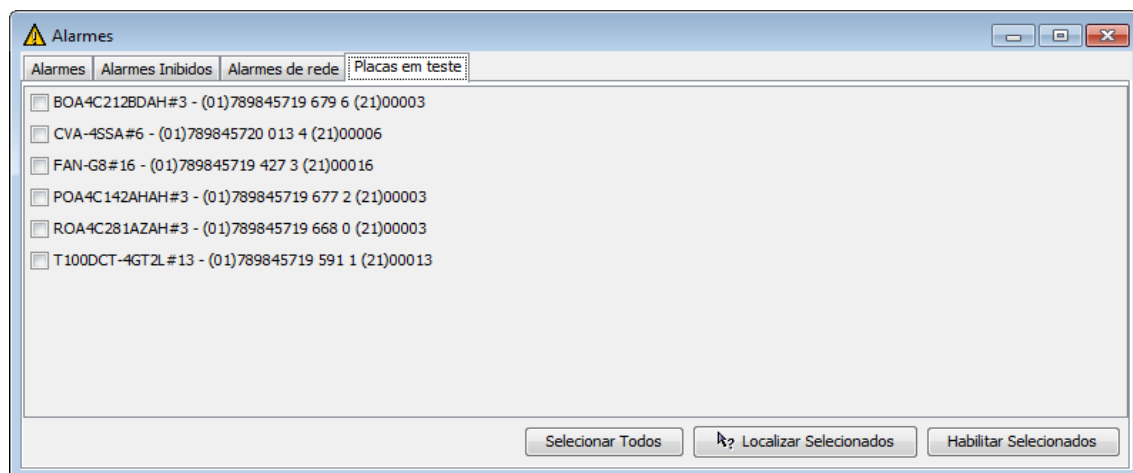 Alarmes
Alarmes Alarmes Inibidos Alarmes de rede Placas em teste
BOA4C212BDAH#3 - (01)789845719 679 6 (21)00003
CVA-4SSA#6 - (01)789845720 013 4 (21)00006
FAN-G8#16 - (01)789845719 427 3 (21)00016
POA4C142AHAH#3 - (01)789845719 677 2 (21)00003
ROA4C281AZAH#3 - (01)789845719 668 0 (21)00003
T100DCT-4GT2L#13 - (01)789845719 591 1 (21)00013
Selecionar Todos Localizar Selecionados Habilitar Selecionados